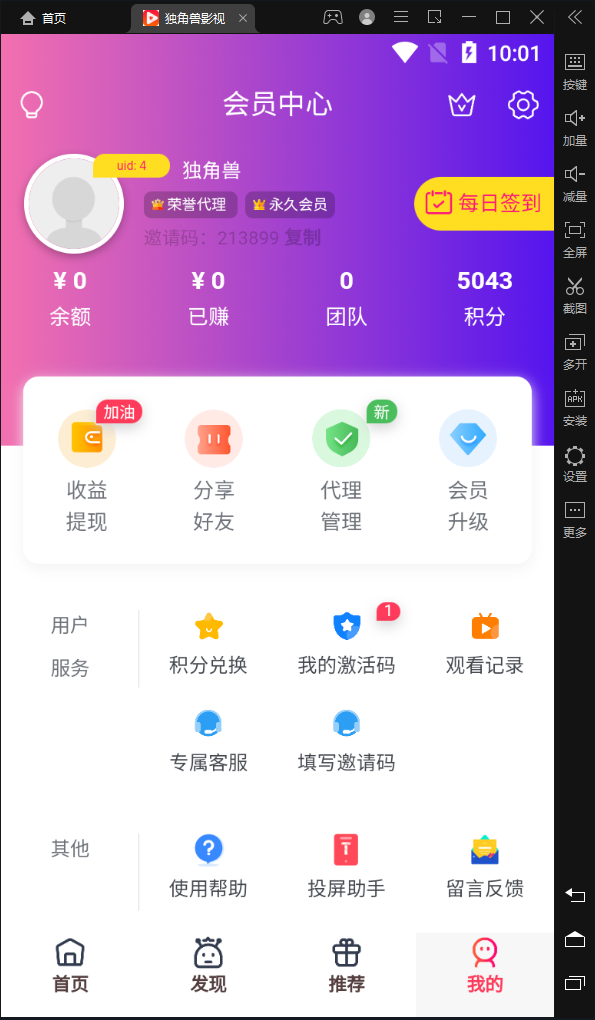 首页
独角兽影视
10:01
会员中心
uid: 4
独角兽
荣誉代理
永久会员
每日签到
邀请码：213899 复制
¥ 0
¥ 0
0
5043
余额
已赚
团队
积分
加油
新
收益
提现
分享
好友
代理
管理
会员
升级
用户
服务
1
积分兑换
我的激活码
观看记录
专属客服
填写邀请码
其他
使用帮助
投屏助手
留言反馈
首页
发现
推荐
我的
按键
加量
减量
全屏
截图
多开
APK
安装
设置
更多